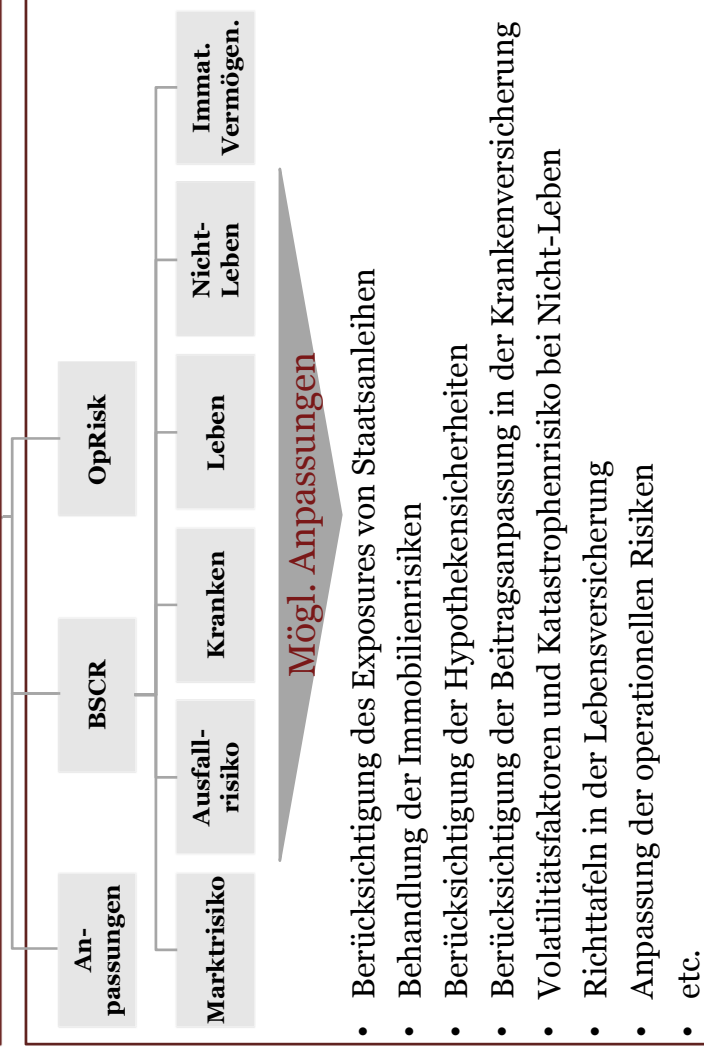 An-
passungen
BSCR
OpRisk
Marktrisiko
Ausfall-
risiko
Kranken
Leben
Nicht-
Leben
Immat.
Vermögen.
Mögl. Anpassungen
• Berücksichtigung des Exposures von Staatsanleihen
• Behandlung der Immobilienrisiken
• Berücksichtigung der Hypothekensicherheiten
• Berücksichtigung der Beitragsanpassung in der Krankenversicherung
• Volatilitätsfaktoren und Katastrophenrisiko bei Nicht-Leben
• Richttafeln in der Lebensversicherung
• Anpassung der operationellen Risiken
• etc.